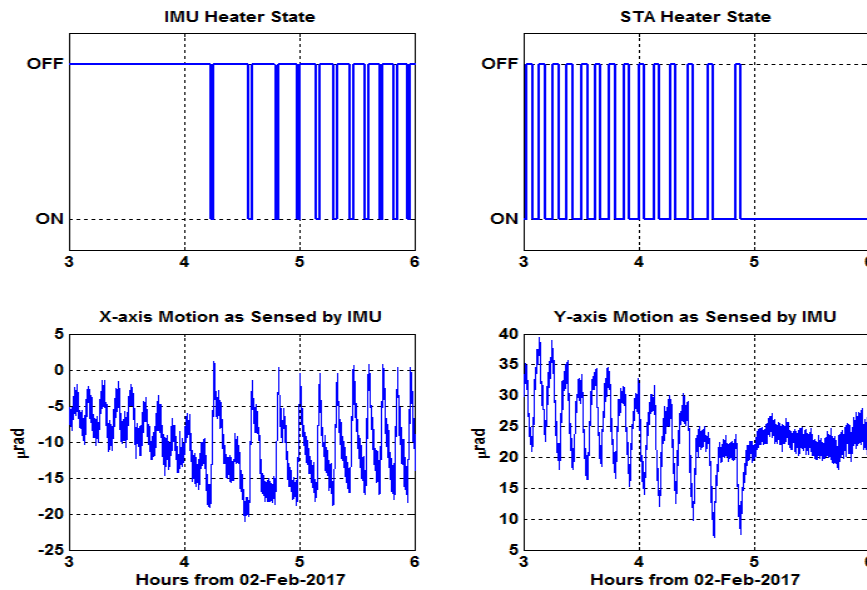 IMU Heater State
STA Heater State
OFF
ON
3 4 5 6
OFF
ON
3 4 5 6
X-axis Motion as Sensed by IMU
Y-axis Motion as Sensed by IMU
5
0
-5
-10
-15
-20
-25
µrad
3 4 5 6
Hours from 02-Feb-2017
40
35
30
25
20
15
10
5
µrad
3 4 5 6
Hours from 02-Feb-2017